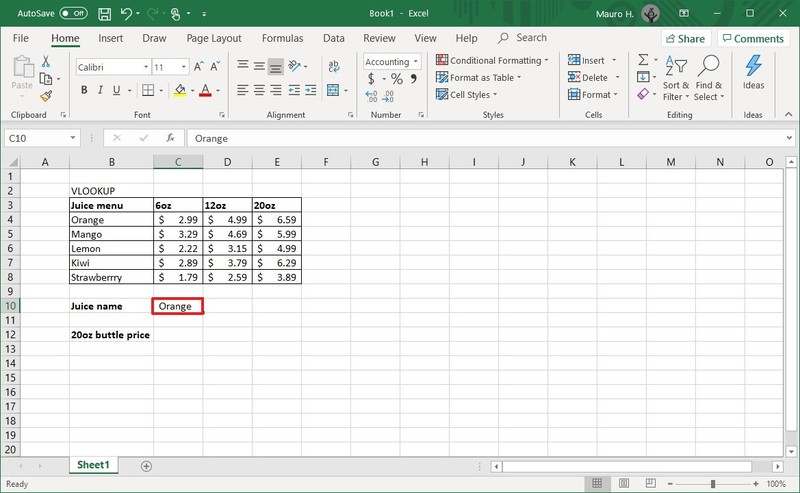 AutoSave Off Book1 - Excel Mauro H.
File Home Insert Draw Page Layout Formulas Data Review View Help Search Share Comments
Paste
Clipboard
Calibri 11 A A
B I U A
Font
ab
Alignment
Accounting
$ % 9
.00 .0
Number
Conditional Formatting
Format as Table
Cell Styles
Styles
Insert
Delete
Format
Cells
Sort & Filter
Find & Select
Editing
Ideas
Ideas
C10 fx Orange
A B C D E F G H I J K L M N O
1
2 VLOOKUP
3 Juice menu 6oz 12oz 20oz
4 Orange $ 2.99 $ 4.99 $ 6.59
5 Mango $ 3.29 $ 4.69 $ 5.99
6 Lemon $ 2.22 $ 3.15 $ 4.99
7 Kiwi $ 2.89 $ 3.79 $ 6.29
8 Strawberrry $ 1.79 $ 2.59 $ 3.89
9
10 Juice name Orange
11
12 20oz buttle price
13
14
15
16
17
18
19
20
Sheet1
Ready 100%